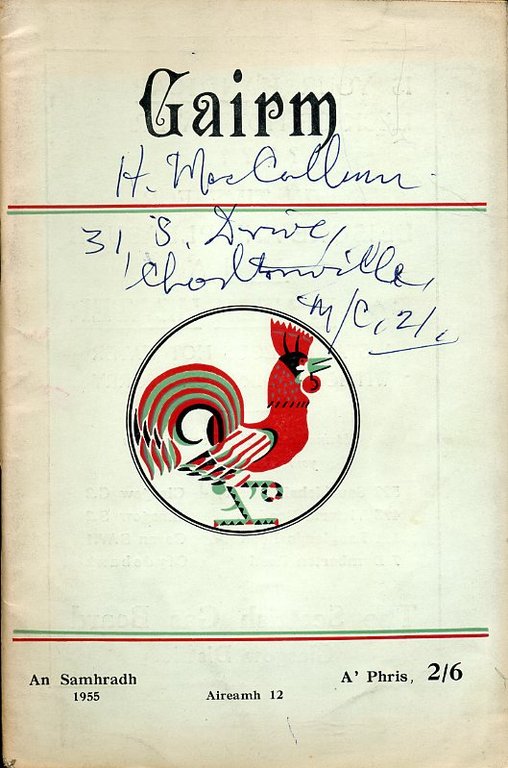 Gairm
H. MacCallum
31, S. Drive,
Chorltonville,
M/C, 21,
An Samhradh
1955
Aireamh 12
A' Phris, 2/6